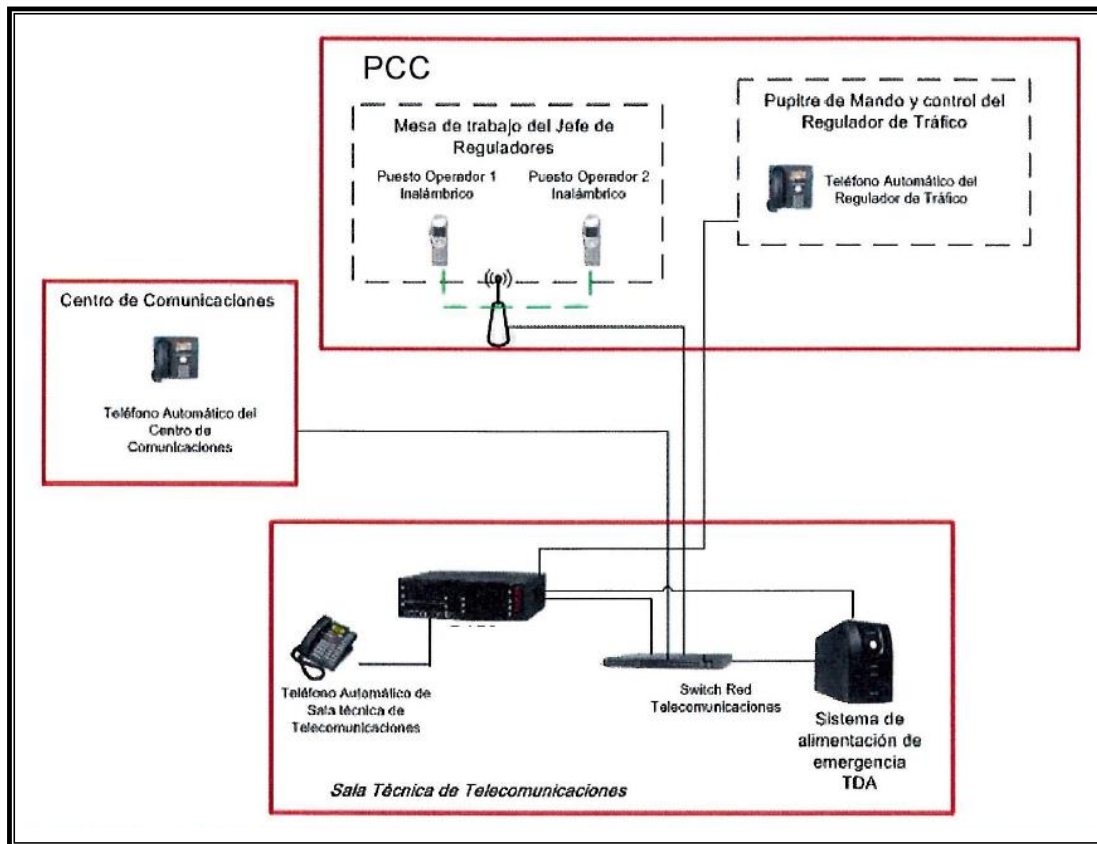 PCC
Mesa de trabajo del Jefe de
Reguladores
Puesto Operador 1
Inalámbrico
Puesto Operador 2
Inalámbrico
Pupitre de Mando y control del
Regulador de Tráfico
Teléfono Automático del
Regulador de Tráfico
Centro de Comunicaciones
Teléfono Automático del
Centro de
Comunicaciones
Teléfono Automático de
Sala técnica de
Telecomunicaciones
Switch Red
Telecomunicaciones
Sistema de
alimentación de
emergencia
TDA
Sala Técnica de Telecomunicaciones